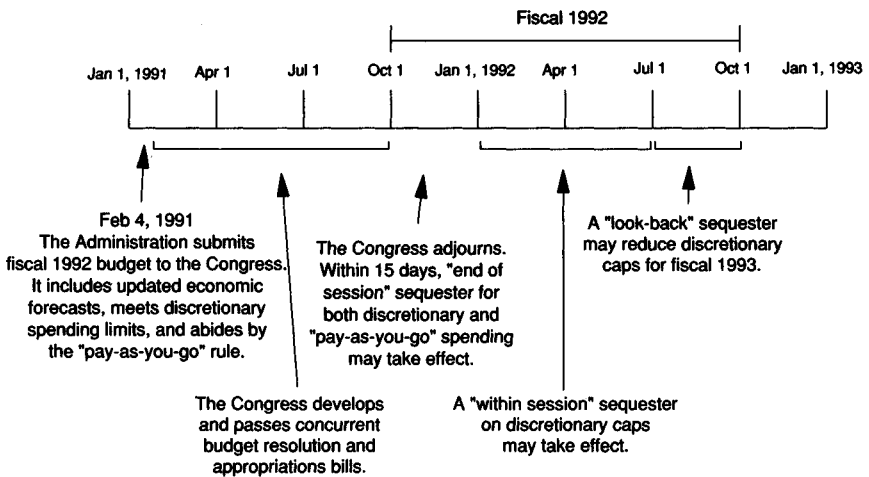 Fiscal 1992
Jan 1, 1991 Apr 1 Jul 1 Oct 1 Jan 1, 1992 Apr 1 Jul 1 Oct 1 Jan 1, 1993
Feb 4, 1991
The Administration submits
fiscal 1992 budget to the Congress.
It includes updated economic
forecasts, meets discretionary
spending limits, and abides by
the "pay-as-you-go" rule.
The Congress develops
and passes concurrent
budget resolution and
appropriations bills.
The Congress adjourns.
Within 15 days, "end of
session" sequester for
both discretionary and
"pay-as-you-go" spending
may take effect.
A "within session" sequester
on discretionary caps
may take effect.
A "look-back" sequester
may reduce discretionary
caps for fiscal 1993.